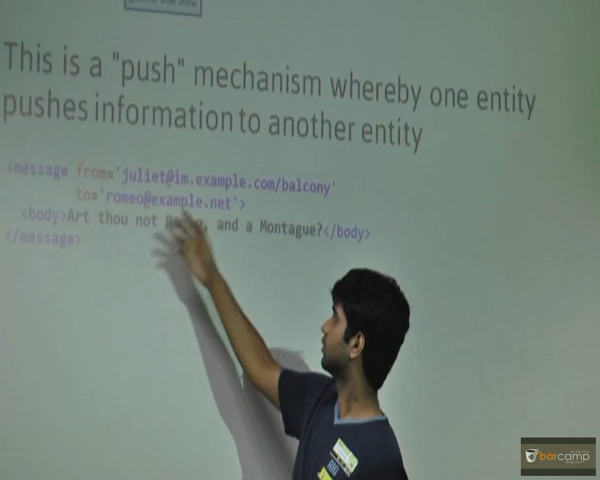 This is a "push" mechanism whereby one entity
pushes information to another entity
<message from='juliet@im.example.com/balcony'
to='romeo@example.net'>
<body>Art thou not, and a Montague?</body>
</message>
barcamp